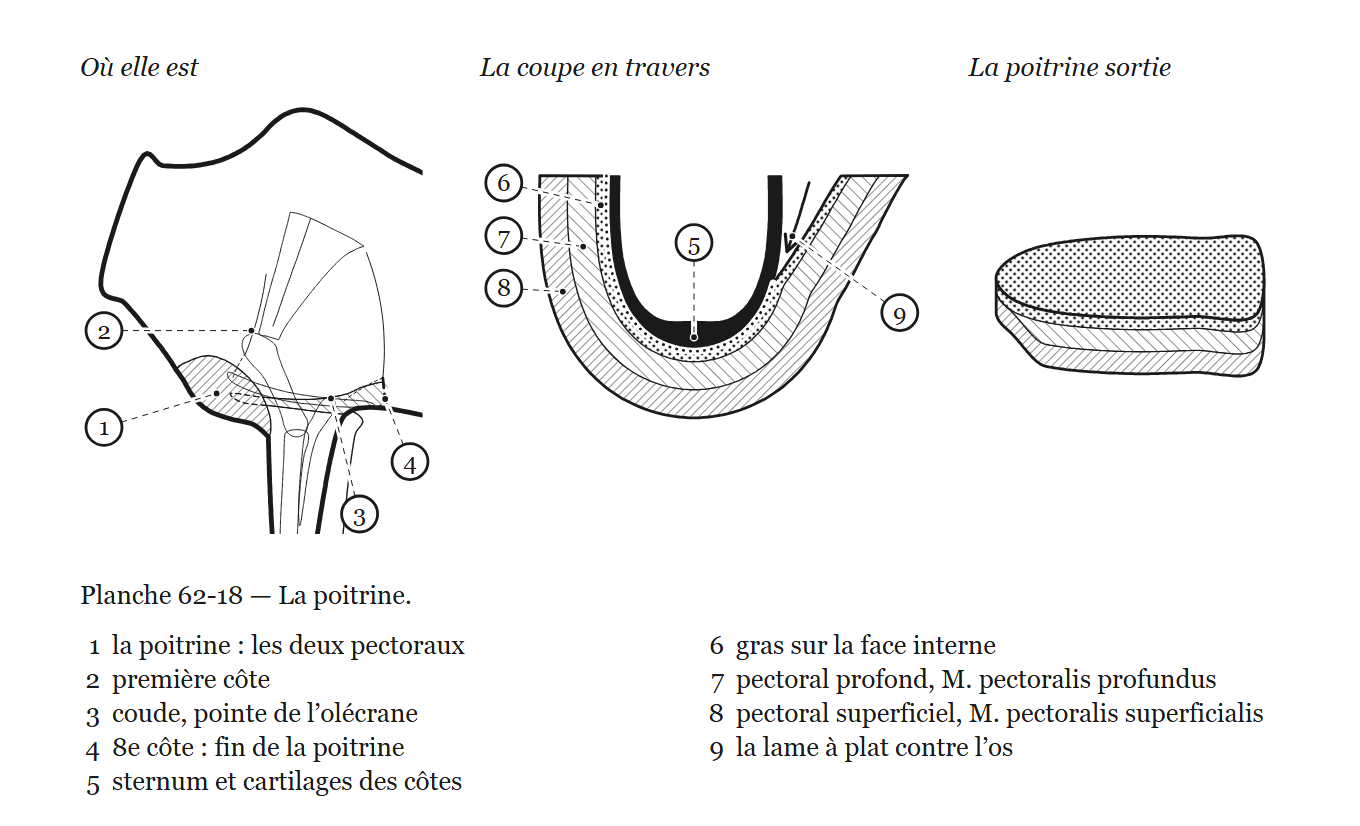 Où elle est
La coupe en travers
La poitrine sortie
2
1
3
4
6
7
8
5
9
Planche 62-18 — La poitrine.
1 la poitrine : les deux pectoraux
2 première côte
3 coude, pointe de l’olécrane
4 8e côte : fin de la poitrine
5 sternum et cartilages des côtes
6 gras sur la face interne
7 pectoral profond, M. pectoralis profundus
8 pectoral superficiel, M. pectoralis superficialis
9 la lame à plat contre l’os